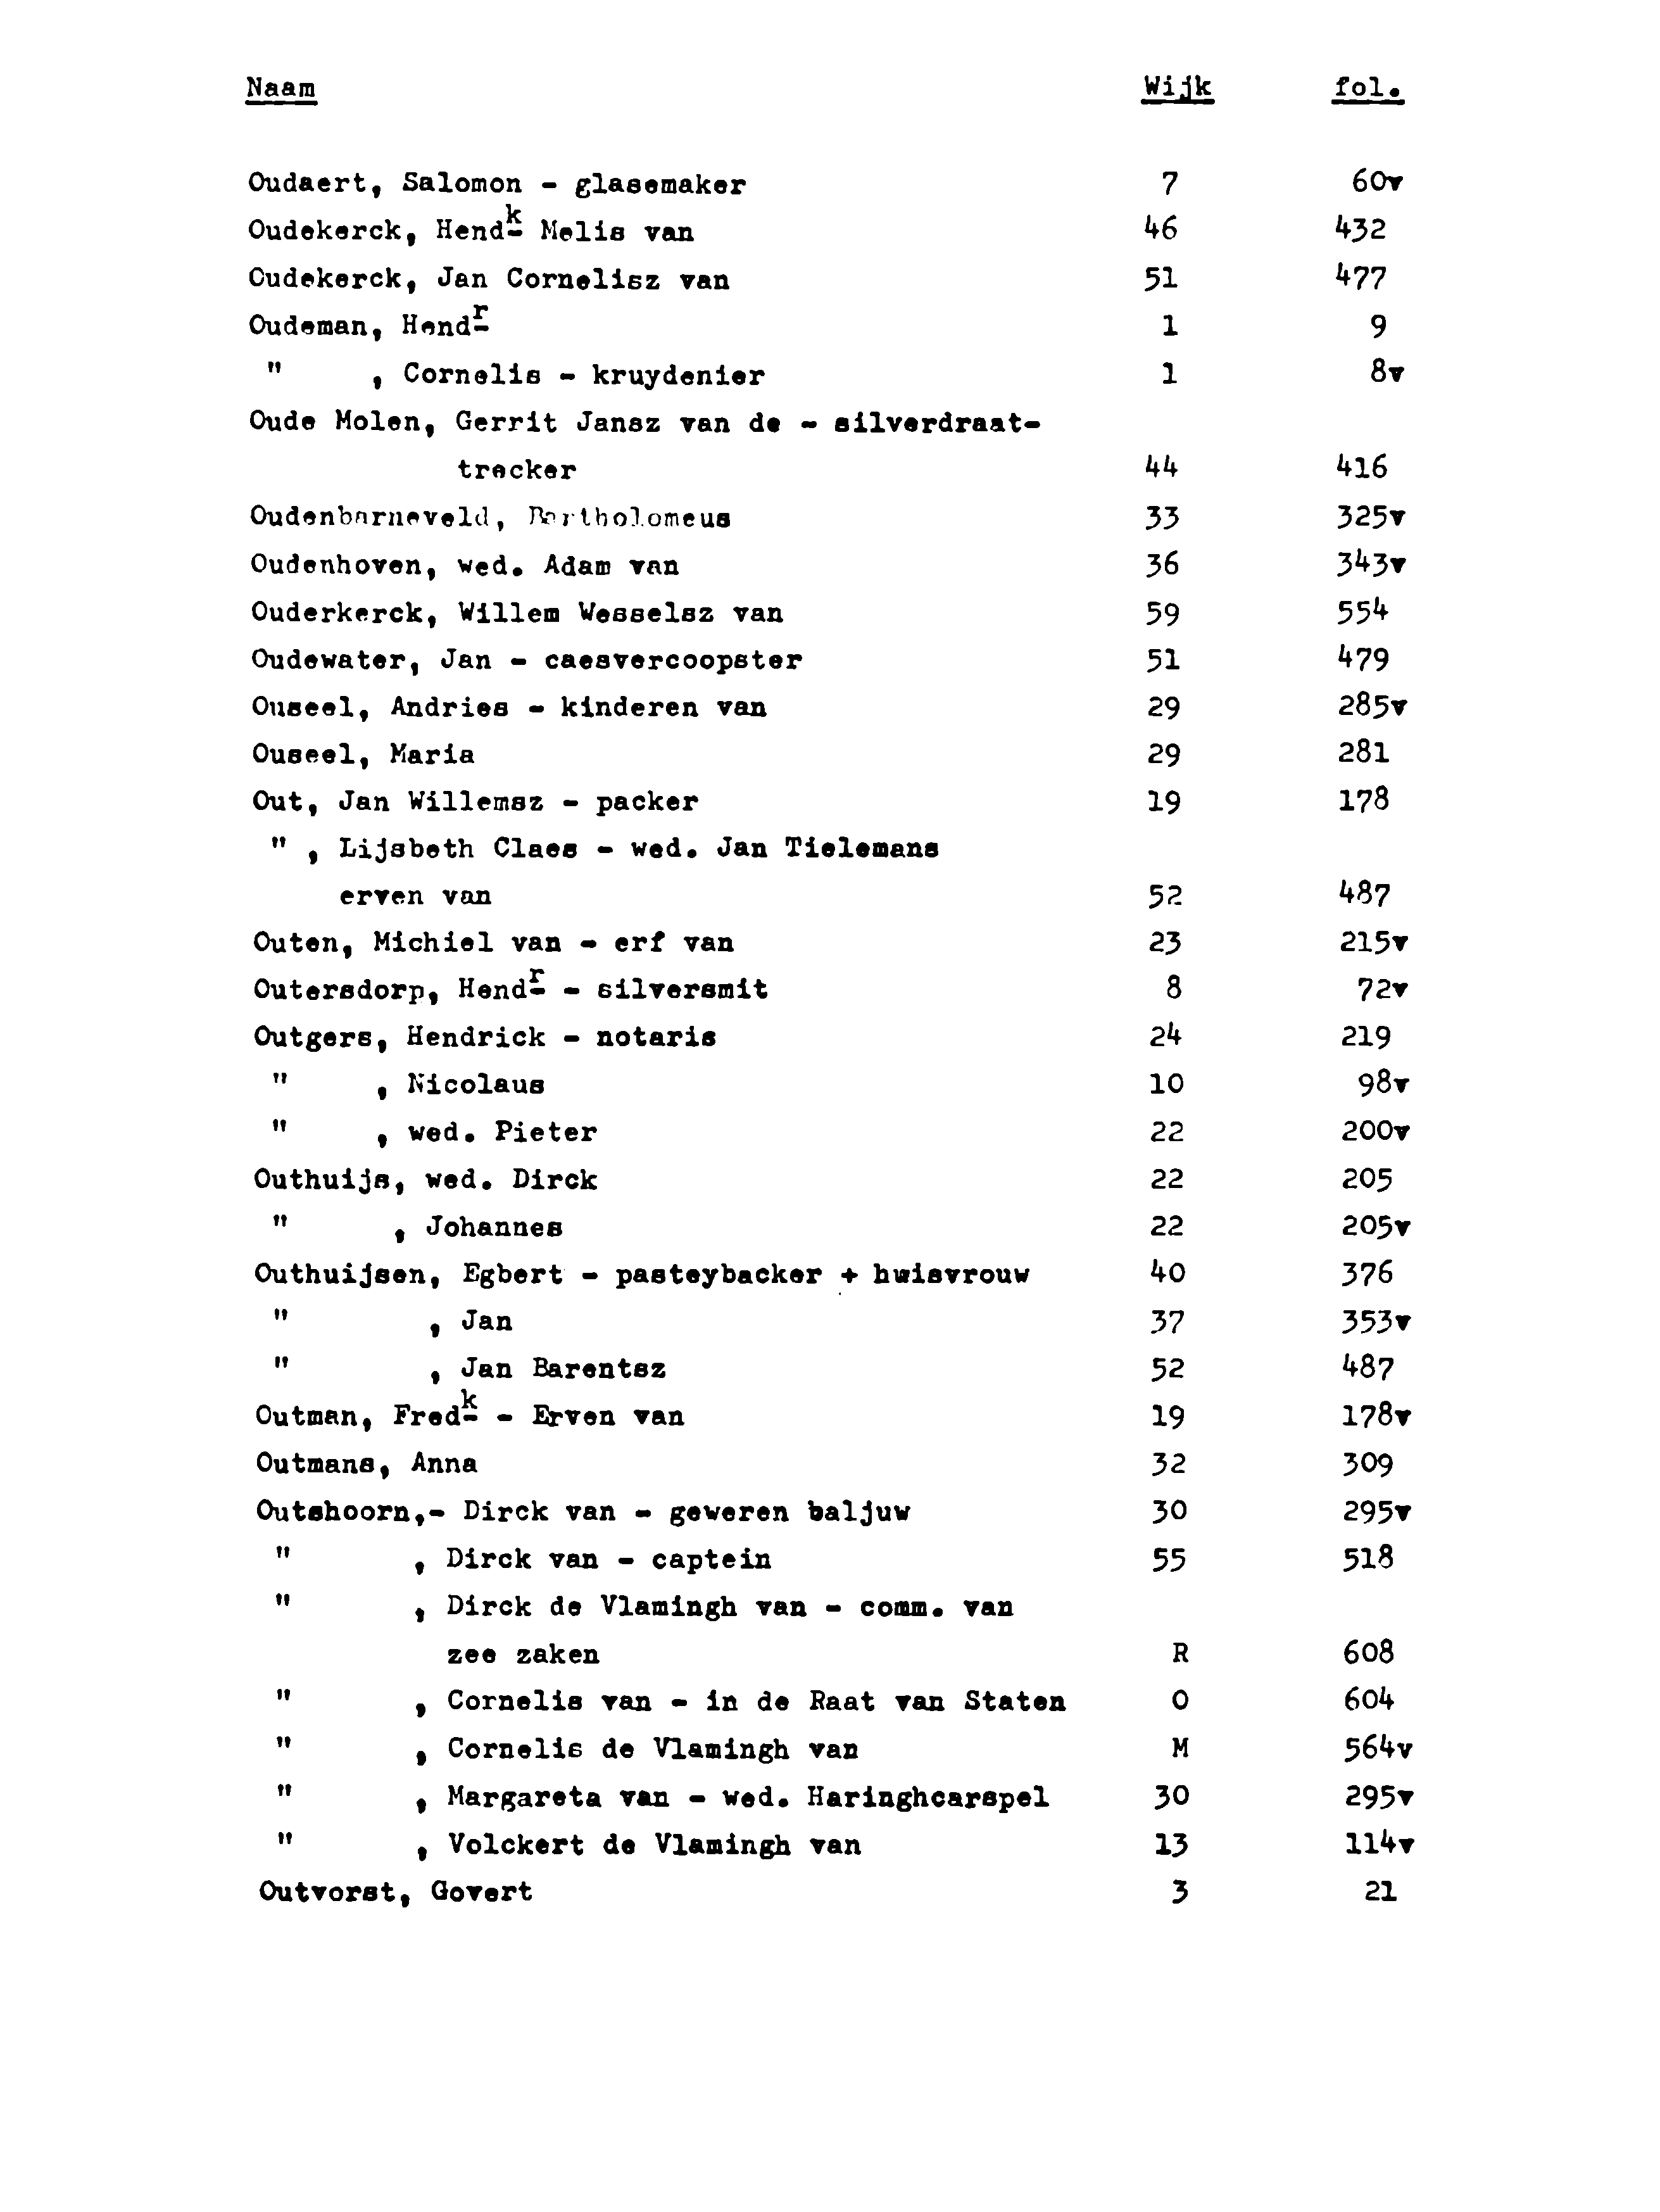 Naam Wijk fol.
Oudaert, Salomon - glasemaker 7 60v
Oudekerck, Hendk Melis van 46 432
Oudekerck, Jan Cornelisz van 51 477
Oudeman, Hendr 1 9
" , Cornelis - kruydenier 1 8v
Oude Molen, Gerrit Jansz van de - silverdraat-
trecker 44 416
Oudenbarneveld, Bartholomeus 33 325v
Oudenhoven, wed. Adam van 36 343v
Ouderkerck, Willem Wesselsz van 59 554
Oudewater, Jan - caesvercoopster 51 479
Ouseel, Andries - kinderen van 29 285v
Ouseel, Maria 29 281
Out, Jan Willemsz - packer 19 178
" , Lijsbeth Claes - wed. Jan Tielemans
erven van 52 487
Outen, Michiel van - erf van 23 215v
Outersdorp, Hendr - silversmit 8 72v
Outgers, Hendrick - notaris 24 219
" , Nicolaus 10 98v
" , wed. Pieter 22 200v
Outhuijs, wed. Dirck 22 205
" , Johannes 22 205v
Outhuijsen, Egbert - pasteybacker + huisvrouw 40 376
" , Jan 37 353v
" , Jan Barentsz 52 487
Outman, Fredk - Erven van 19 178v
Outmans, Anna 32 309
Outshoorn,- Dirck van - geweren baljuw 30 295v
" , Dirck van - captein 55 518
" , Dirck de Vlamingh van - comm. van
zee zaken R 608
" , Cornelis van - in de Raat van Staten O 604
" , Cornelis de Vlamingh van M 564v
" , Margareta van - wed. Haringhcarspel 30 295v
" , Volckert de Vlamingh van 13 114v
Outvorst, Govert 3 21